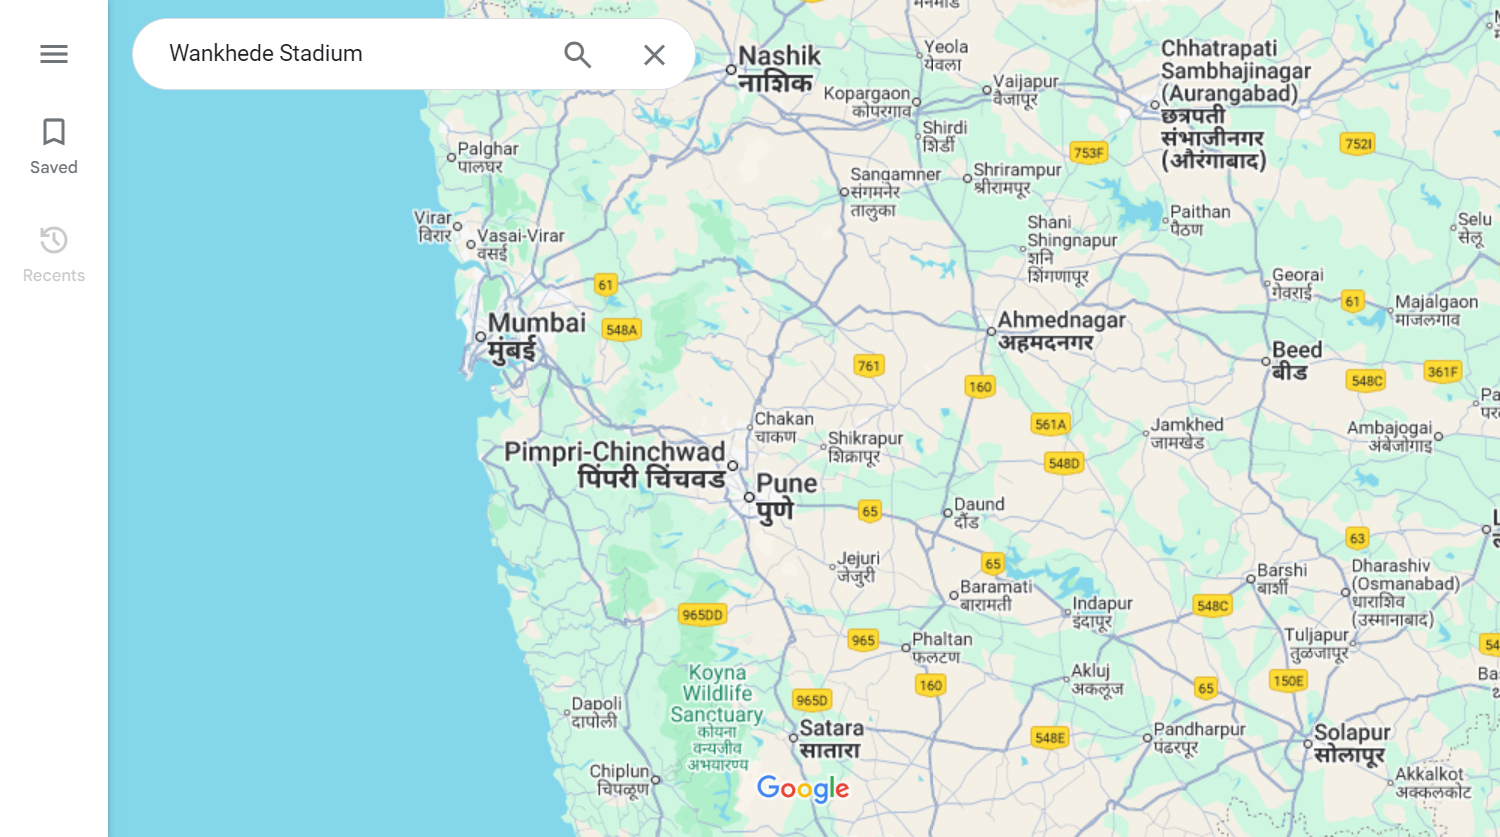 Wankhede Stadium
Saved
Recents
Nashik
नाशिक
Yeola
येवला
Chhatrapati
Sambhajinagar
(Aurangabad)
छत्रपती
संभाजीनगर
(औरंगाबाद)
Kopargaon
कोपरगाव
Vaijapur
वैजापूर
Shirdi
शिर्डी
753F
752I
Palghar
पालघर
Sangamner
संगमनेर
तालुका
Shrirampur
श्रीरामपूर
Virar
विरार
Vasai-Virar
वसई
Shani
Shingnapur
शनि
शिंगणापूर
Paithan
पैठण
Selu
सेलू
61
Georai
गेवराई
61
Majalgaon
माजलगाव
Mumbai
मुंबई
548A
Ahmednagar
अहमदनगर
Beed
बीड
761
160
548C
361F
Chakan
चाकण
Shikrapur
शिक्रापूर
561A
Jamkhed
जामखेड
Ambajogai
अंबेजोगाई
548D
Pimpri-Chinchwad
पिंपरी चिंचवड
Pune
पुणे
65
Daund
दौंड
63
Jejuri
जेजुरी
65
Baramati
बारामती
Barshi
बार्शी
Dharashiv
(Osmanabad)
धाराशिव
(उस्मानाबाद)
965DD
Indapur
इंदापूर
548C
965
Phaltan
फलटण
Tuljapur
तुळजापूर
Koyna
Wildlife
Sanctuary
कोयना
वन्यजीव
अभयारण्य
160
Akluj
अकलूज
65
150E
Dapoli
दापोली
965D
Satara
सातारा
548E
Pandharpur
पंढरपूर
Solapur
सोलापूर
Chiplun
चिपळूण
Google
Akkalkot
अक्कलकोट